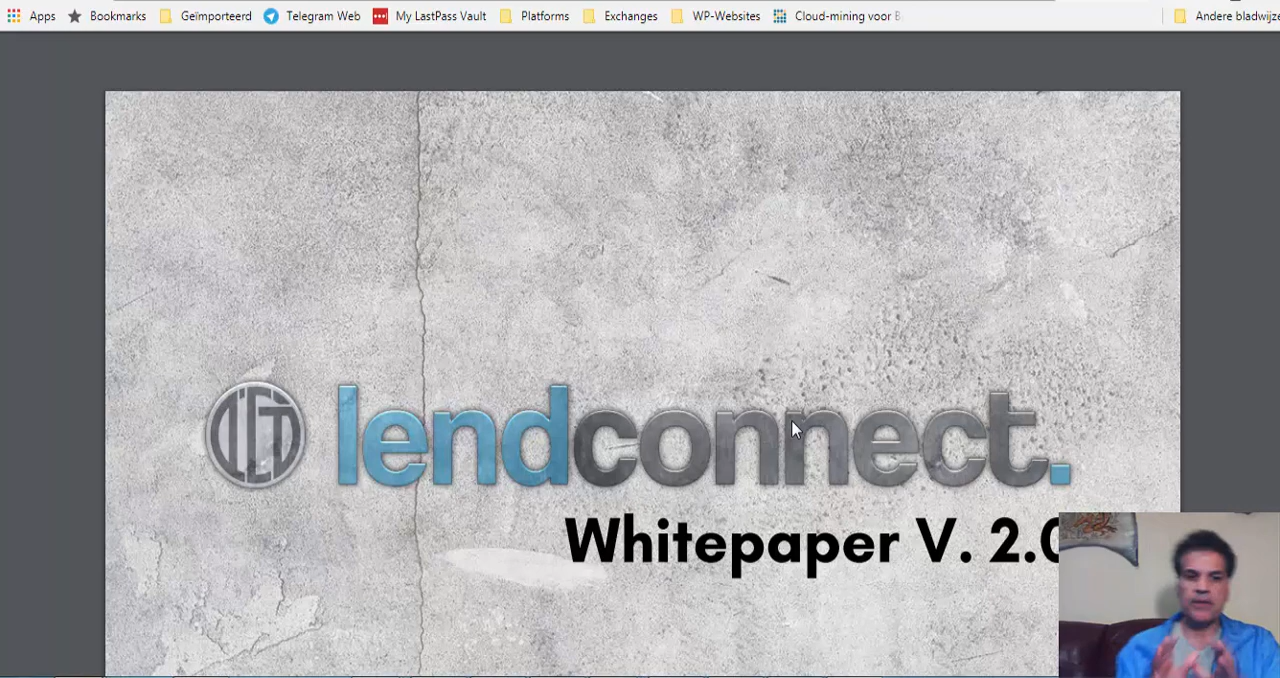 Apps Bookmarks Geïmporteerd Telegram Web My LastPass Vault Platforms Exchanges WP-Websites Cloud-mining voor B Andere bladwijze
lendconnect.
Whitepaper V. 2.0